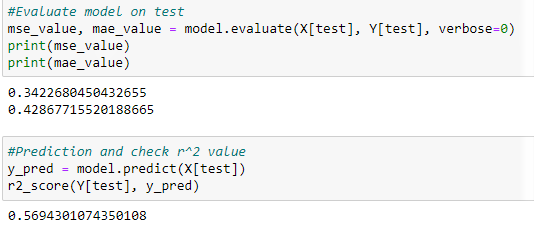 #Evaluate model on test
mse_value, mae_value = model.evaluate(X[test], Y[test], verbose=0)
print(mse_value)
print(mae_value)
0.3422680450432655
0.42867715520188665
#Prediction and check r^2 value
y_pred = model.predict(X[test])
r2_score(Y[test], y_pred)
0.5694301074350108